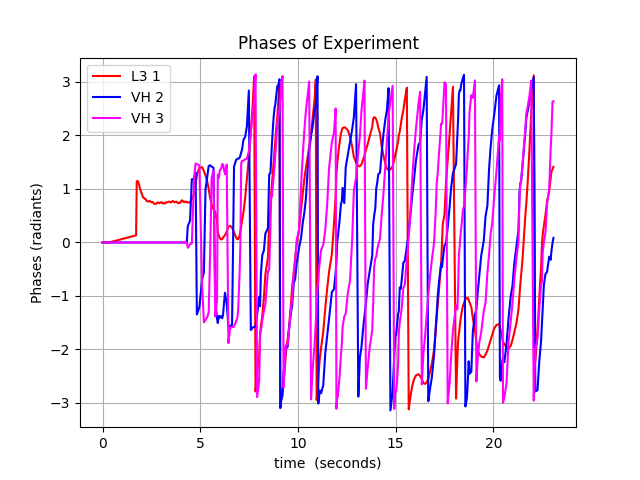 Phases of Experiment
L3 1
VH 2
VH 3
Phases (radiants)
3
2
1
0
−1
−2
−3
0 5 10 15 20
time (seconds)